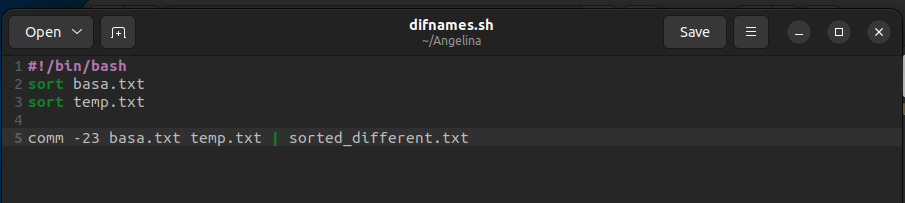 Open
difnames.sh
~/Angelina
Save
1 #!/bin/bash
2 sort basa.txt
3 sort temp.txt
4
5 comm -23 basa.txt temp.txt | sorted_different.txt